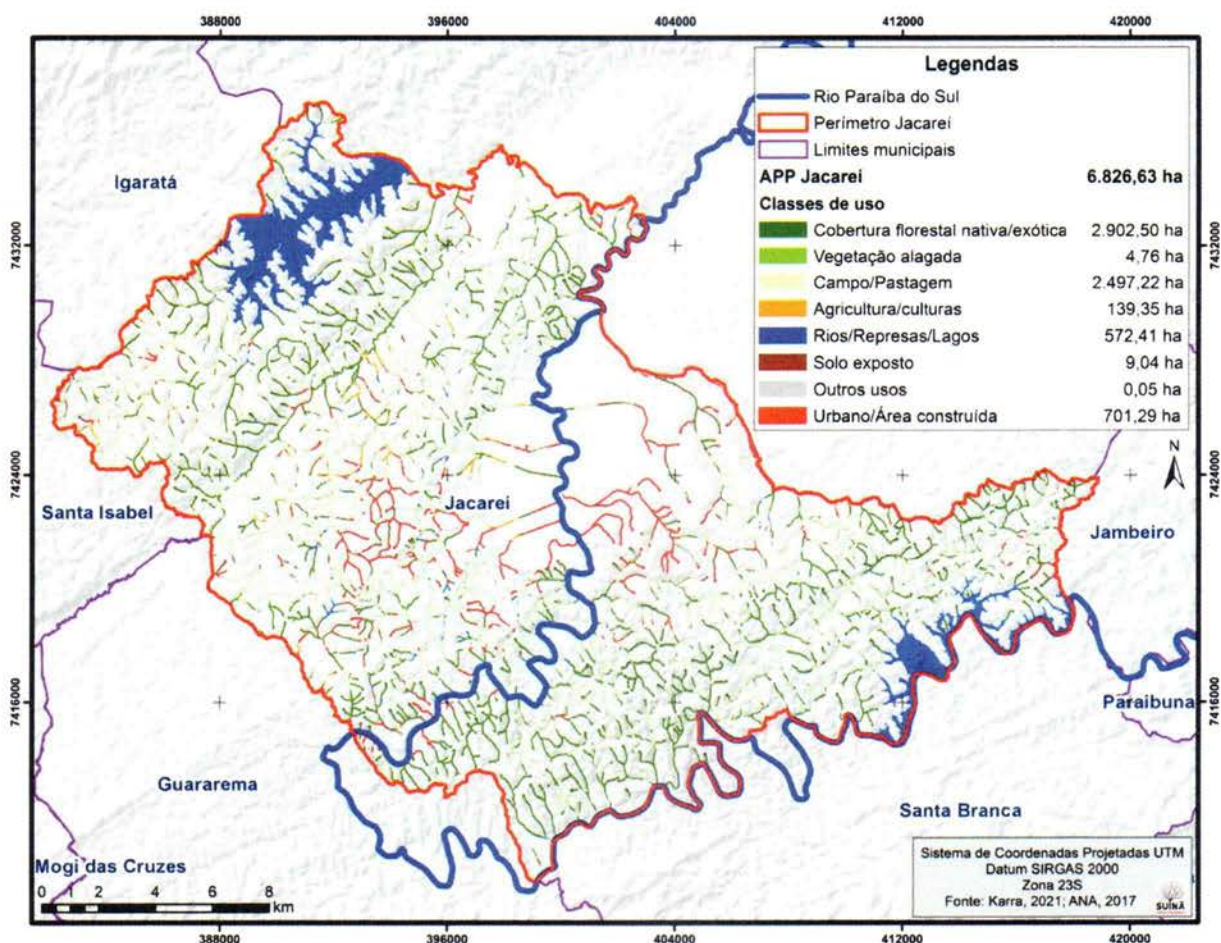 388000 396000 404000 412000 420000
Legendas
Rio Paraíba do Sul
Perímetro Jacareí
Limites municipais
APP Jacarei 6.826,63 ha
Classes de uso
Cobertura florestal nativa/exótica 2.902,50 ha
Vegetação alagada 4,76 ha
Campo/Pastagem 2.497,22 ha
Agricultura/culturas 139,35 ha
Rios/Represas/Lagos 572,41 ha
Solo exposto 9,04 ha
Outros usos 0,05 ha
Urbano/Área construída 701,29 ha
Igaratá
7432000 7432000
N
7424000 7424000
Santa Isabel
Jacarei
Jambeiro
7416000 7416000
Paraibuna
Guararema
Santa Branca
Mogi das Cruzes
0 1 2 4 6 8
km
Sistema de Coordenadas Projetadas UTM
Datum SIRGAS 2000
Zona 23S
Fonte: Karra, 2021; ANA, 2017
SUINÃ
388000 396000 404000 412000 420000